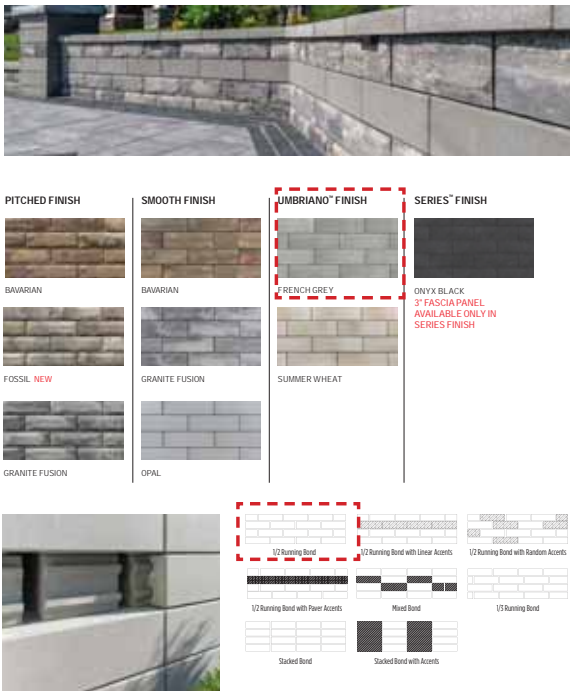 PITCHED FINISH
BAVARIAN
FOSSIL NEW
GRANITE FUSION
SMOOTH FINISH
BAVARIAN
GRANITE FUSION
OPAL
UMBRIANO™ FINISH
FRENCH GREY
SUMMER WHEAT
SERIES™ FINISH
ONYX BLACK
3" FASCIA PANEL
AVAILABLE ONLY IN
SERIES FINISH
1/2 Running Bond
1/2 Running Bond with Linear Accents
1/2 Running Bond with Random Accents
1/2 Running Bond with Paver Accents
Mixed Bond
1/3 Running Bond
Stacked Bond
Stacked Bond with Accents